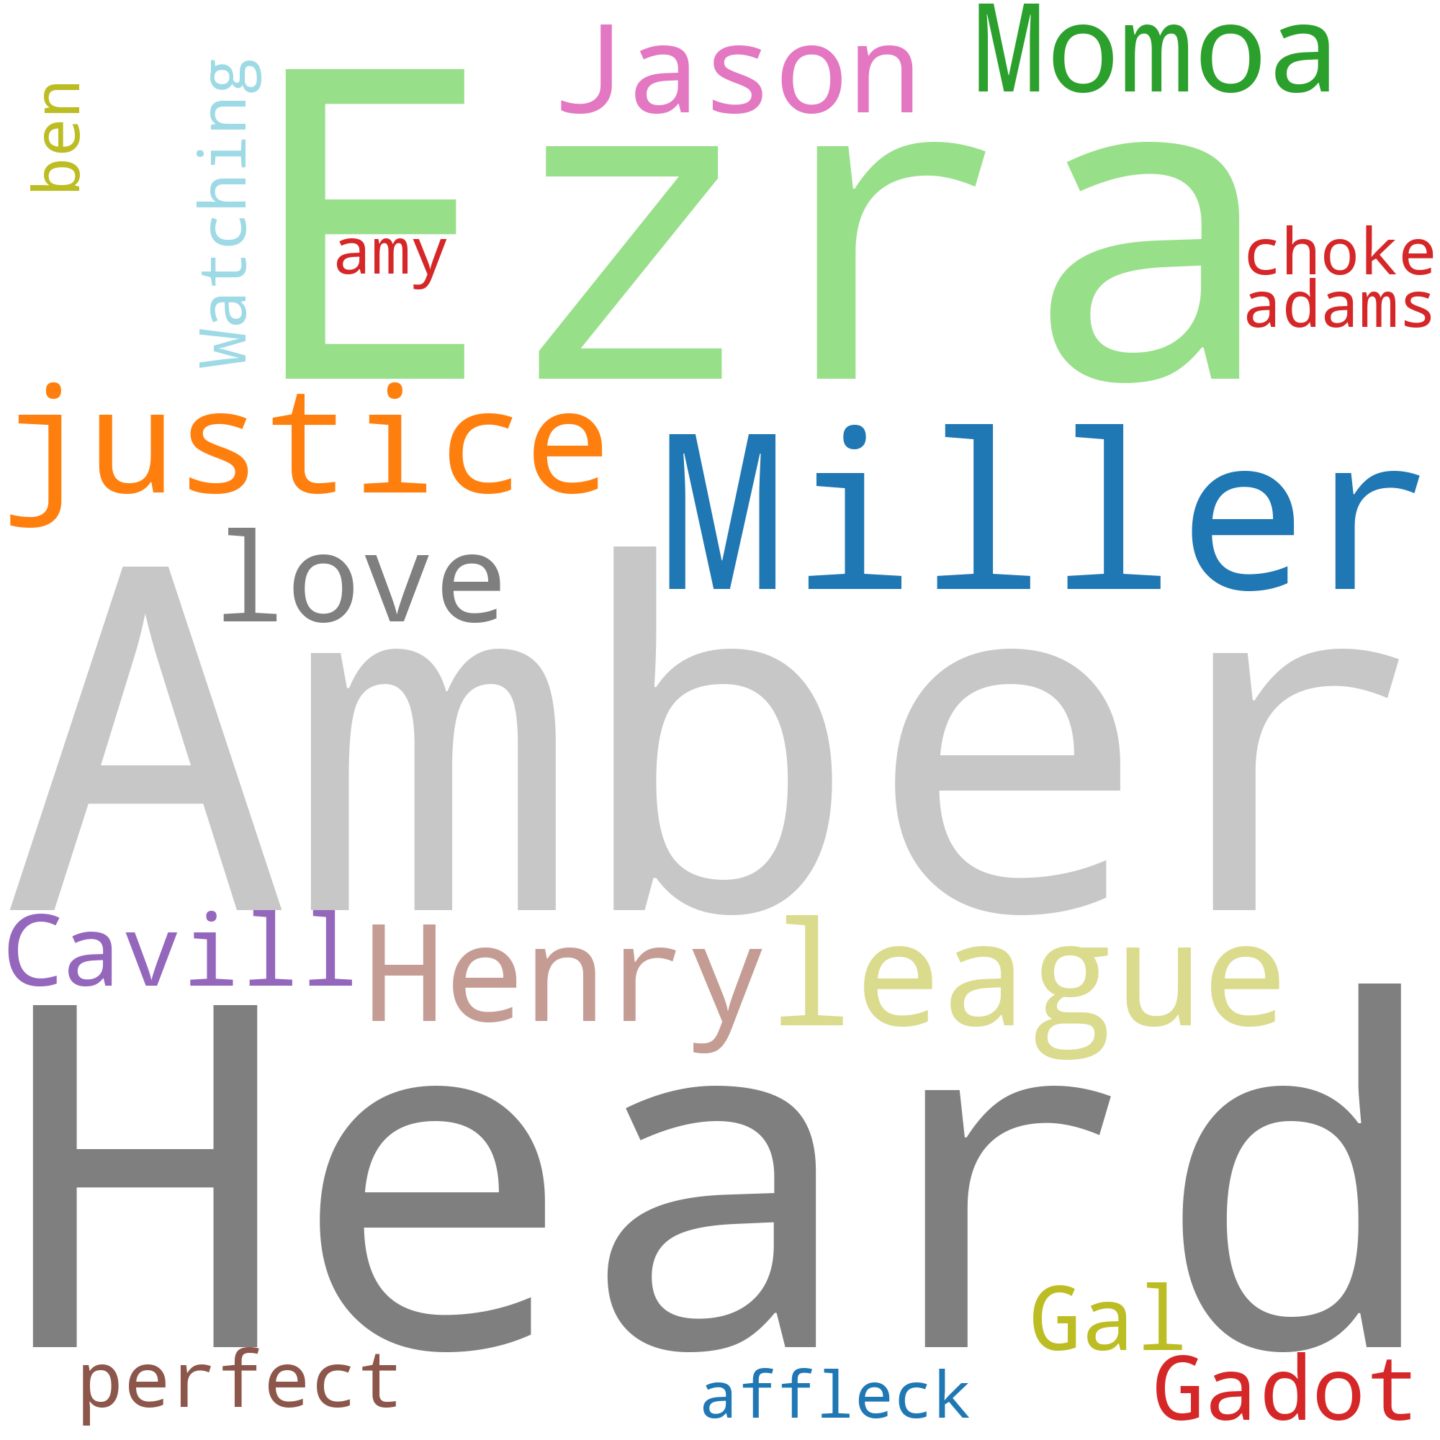 Momoa
Jason
ben
Watching
Ezra
amy
choke
adams
justice
Miller
love
Amber
Cavill
Henry
league
Heard
Gal
perfect
affleck
Gadot